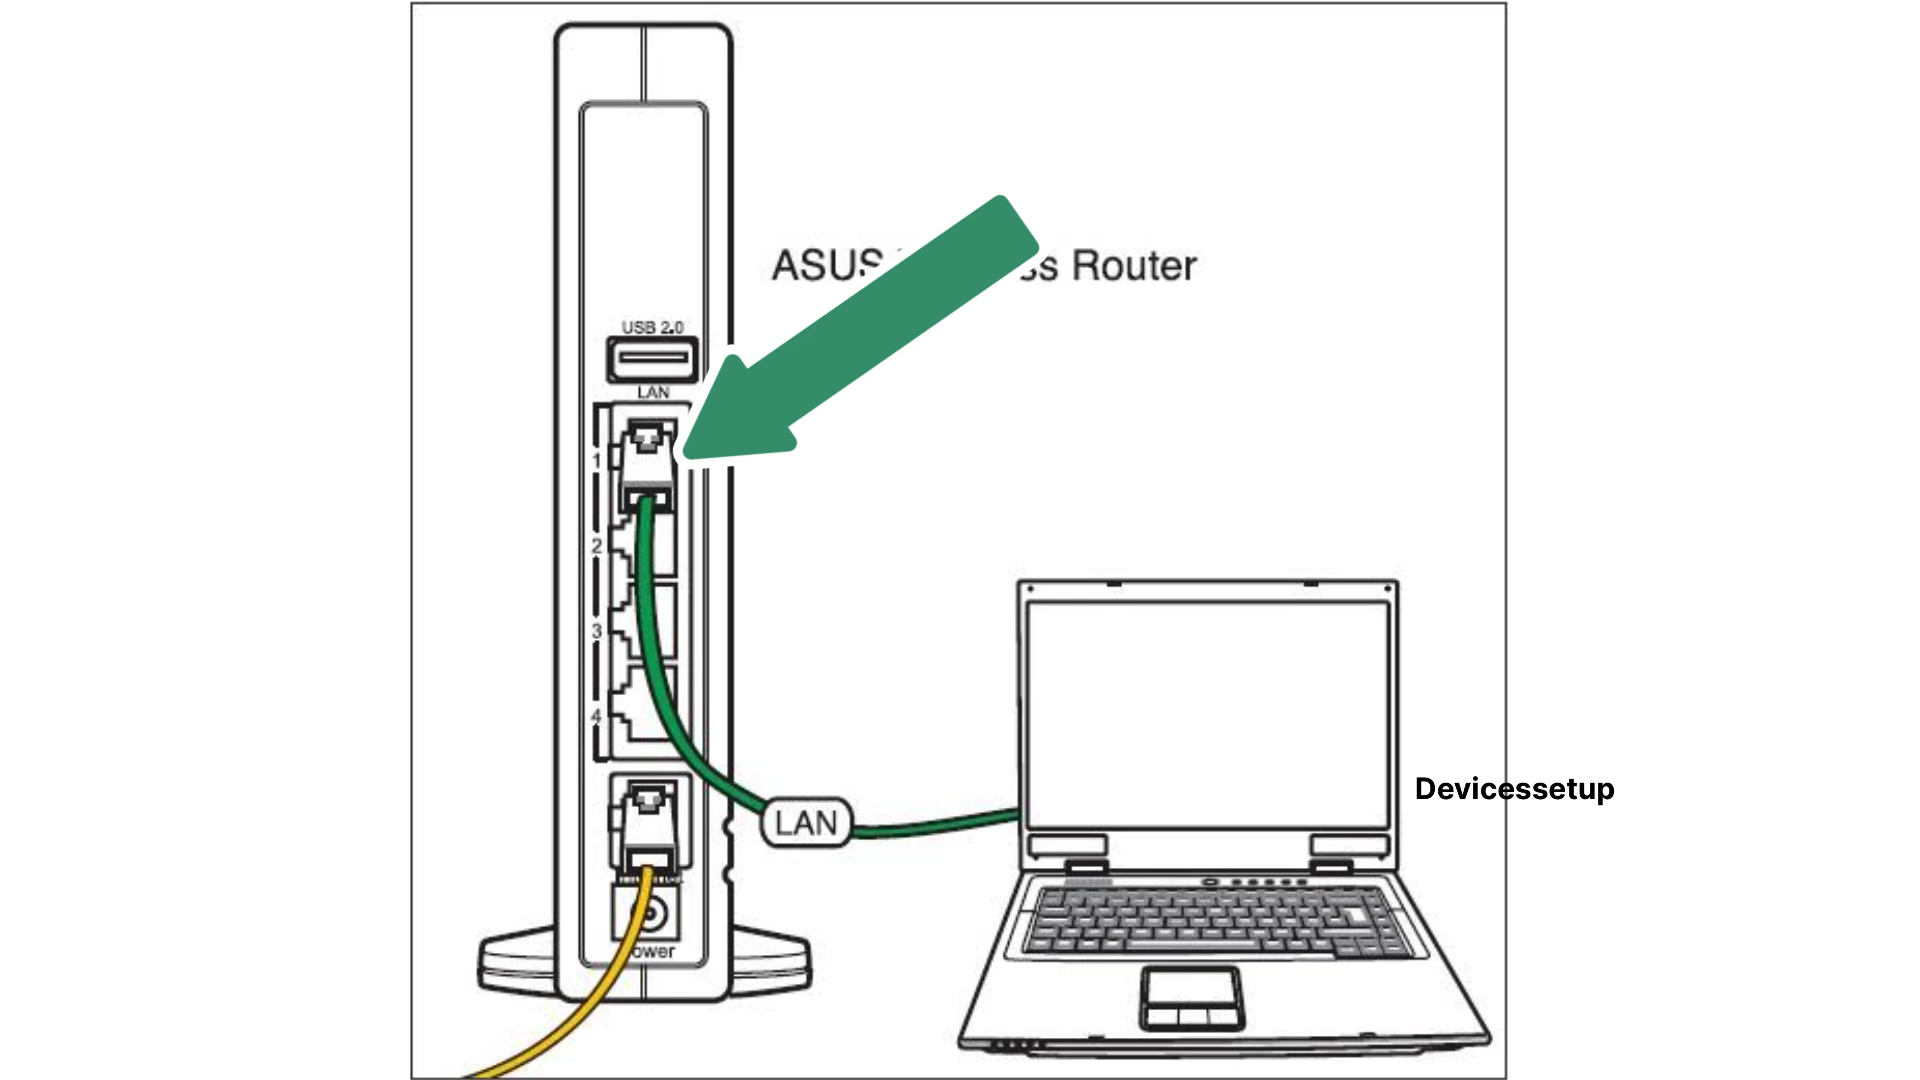 ASUS Router
USB 2.0
LAN
1
2
3
4
LAN
Devicessetup